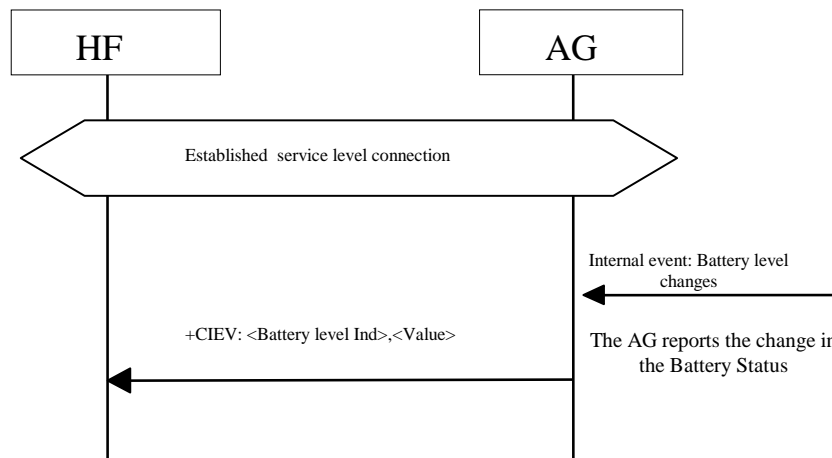 HF
AG
Established service level connection
Internal event: Battery level
changes
+CIEV: <Battery level Ind>,<Value>
The AG reports the change in
the Battery Status